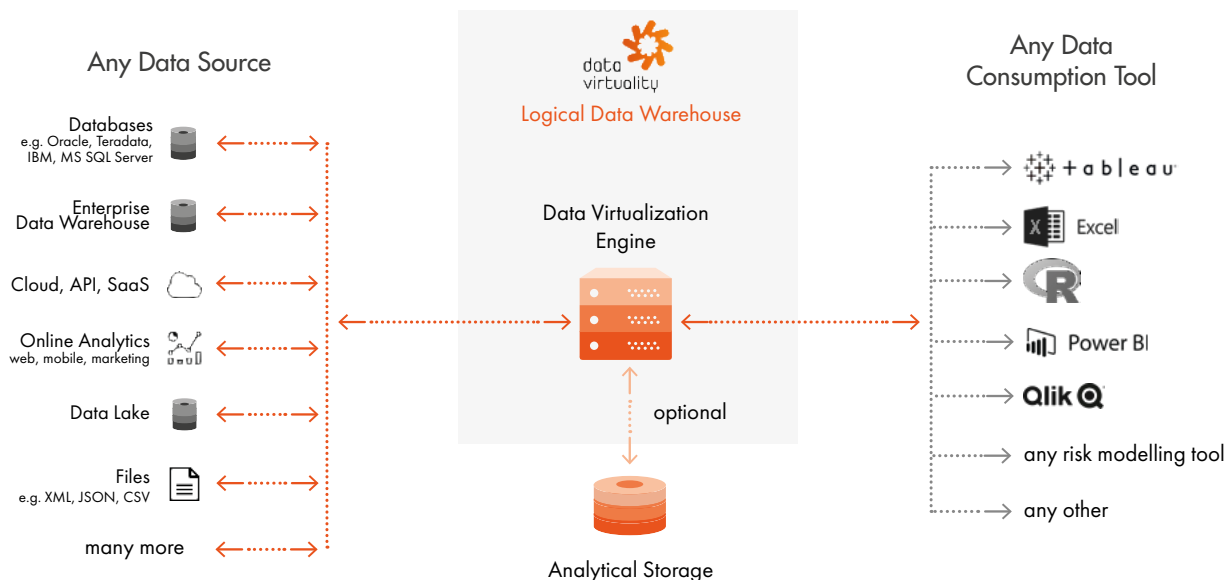 Any Data Source
Databases
e.g. Oracle, Teradata,
IBM, MS SQL Server
Enterprise
Data Warehouse
Cloud, API, SaaS
Online Analytics
web, mobile, marketing
Data Lake
Files
e.g. XML, JSON, CSV
many more
data
virtuality
Logical Data Warehouse
Data Virtualization
Engine
optional
Analytical Storage
Any Data
Consumption Tool
tableau
X Excel
R
Power BI
Qlik Q
any risk modelling tool
any other